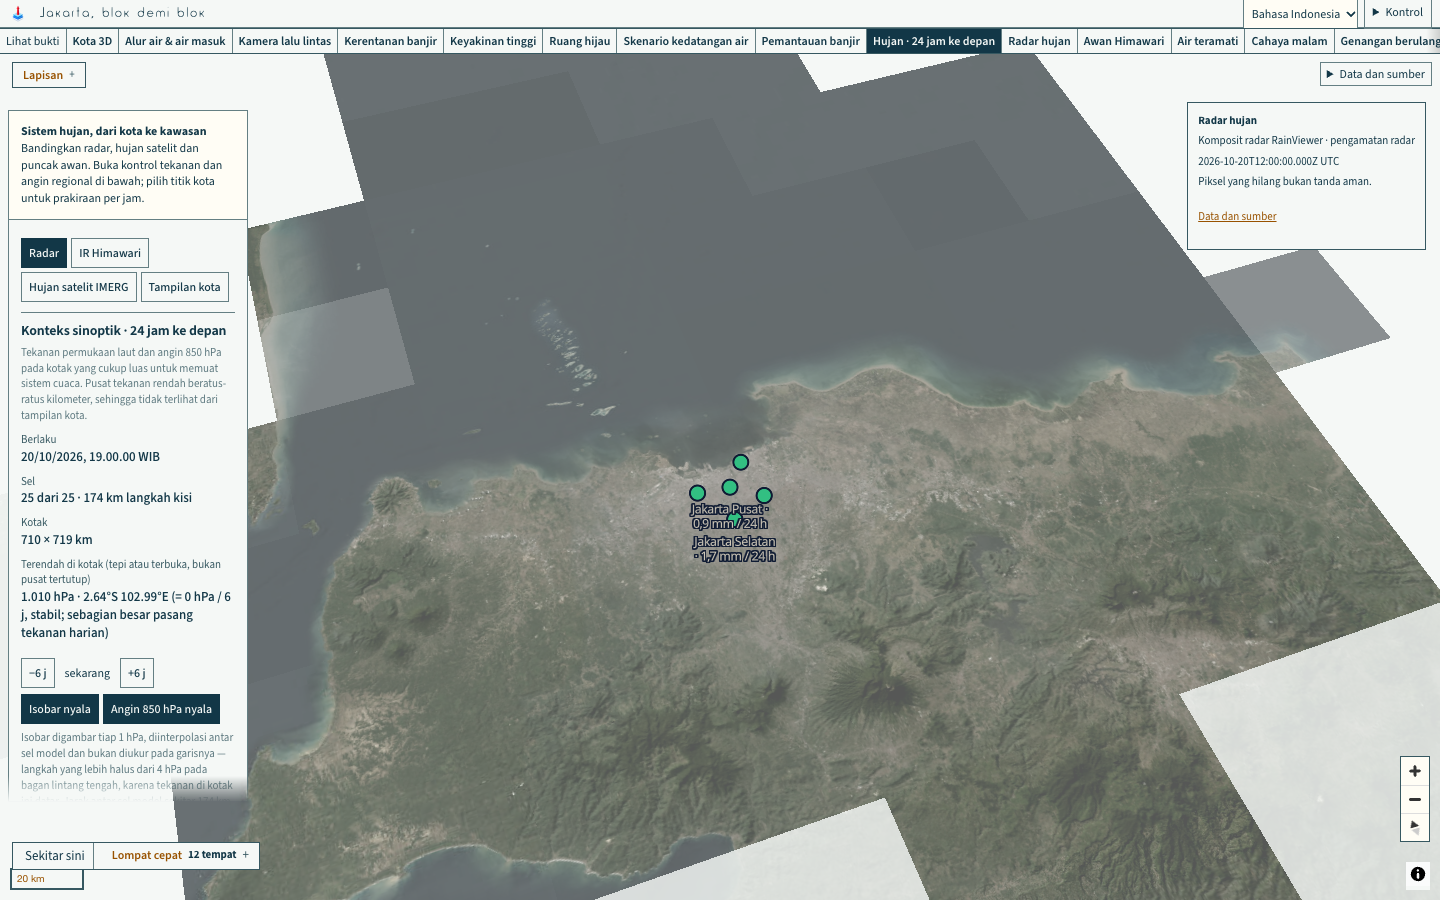 Jakarta, blok demi blok
Bahasa Indonesia
Kontrol
Lihat bukti
Kota 3D
Alur air & air masuk
Kamera lalu lintas
Kerentanan banjir
Keyakinan tinggi
Ruang hijau
Skenario kedatangan air
Pemantauan banjir
Hujan · 24 jam ke depan
Radar hujan
Awan Himawari
Air teramati
Cahaya malam
Genangan berulang
Lapisan +
Data dan sumber
Sistem hujan, dari kota ke kawasan
Bandingkan radar, hujan satelit dan
puncak awan. Buka kontrol tekanan dan
angin regional di bawah; pilih titik kota
untuk prakiraan per jam.
Radar
IR Himawari
Hujan satelit IMERG
Tampilan kota
Konteks sinoptik · 24 jam ke depan
Tekanan permukaan laut dan angin 850 hPa
pada kotak yang cukup luas untuk memuat
sistem cuaca. Pusat tekanan rendah beratus-
ratus kilometer, sehingga tidak terlihat dari
tampilan kota.
Berlaku
20/10/2026, 19.00.00 WIB
Sel
25 dari 25 · 174 km langkah kisi
Kotak
710 × 719 km
Terendah di kotak (tepi atau terbuka, bukan
pusat tertutup)
1.010 hPa · 2.64°S 102.99°E (= 0 hPa / 6
j, stabil; sebagian besar pasang
tekanan harian)
−6 j
sekarang
+6 j
Isobar nyala
Angin 850 hPa nyala
Isobar digambar tiap 1 hPa, diinterpolasi antar
sel model dan bukan diukur pada garisnya —
langkah yang lebih halus dari 4 hPa pada
bagan lintang tengah, karena tekanan di kotak
Radar hujan
Komposit radar RainViewer · pengamatan radar
2026-10-20T12:00:00.000Z UTC
Piksel yang hilang bukan tanda aman.
Data dan sumber
Jakarta Pusat ·
0,9 mm / 24 h
Jakarta Selatan
· 1,7 mm / 24 h
Sekitar sini
Lompat cepat 12 tempat +
20 km